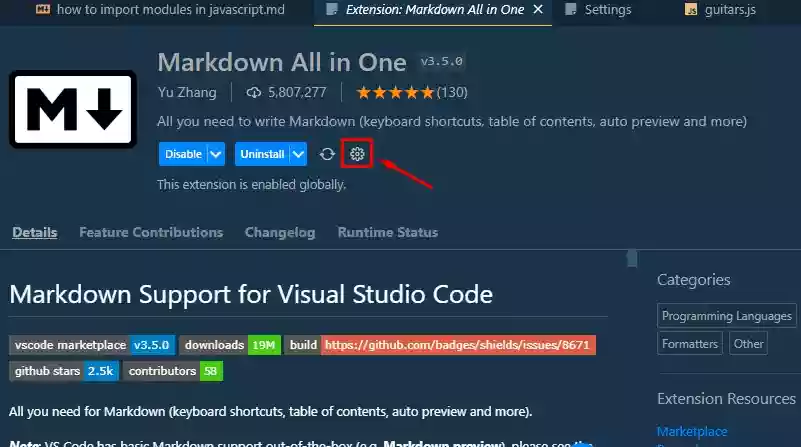 how to import modules in javascript.md
Extension: Markdown All in One
Settings
JS guitars.js
Markdown All in One v3.5.0
Yu Zhang 5,807,277 (130)
All you need to write Markdown (keyboard shortcuts, table of contents, auto preview and more)
Disable Uninstall
This extension is enabled globally.
Details Feature Contributions Changelog Runtime Status
Markdown Support for Visual Studio Code
vscode marketplace v3.5.0 downloads 19M build https://github.com/badges/shields/issues/8671
github stars 2.5k contributors 58
All you need for Markdown (keyboard shortcuts, table of contents, auto preview and more).
Note: VS Code has basic Markdown support out-of-the-box (e.g, Markdown preview), please see the
Categories
Programming Languages
Formatters Other
Extension Resources
Marketplace